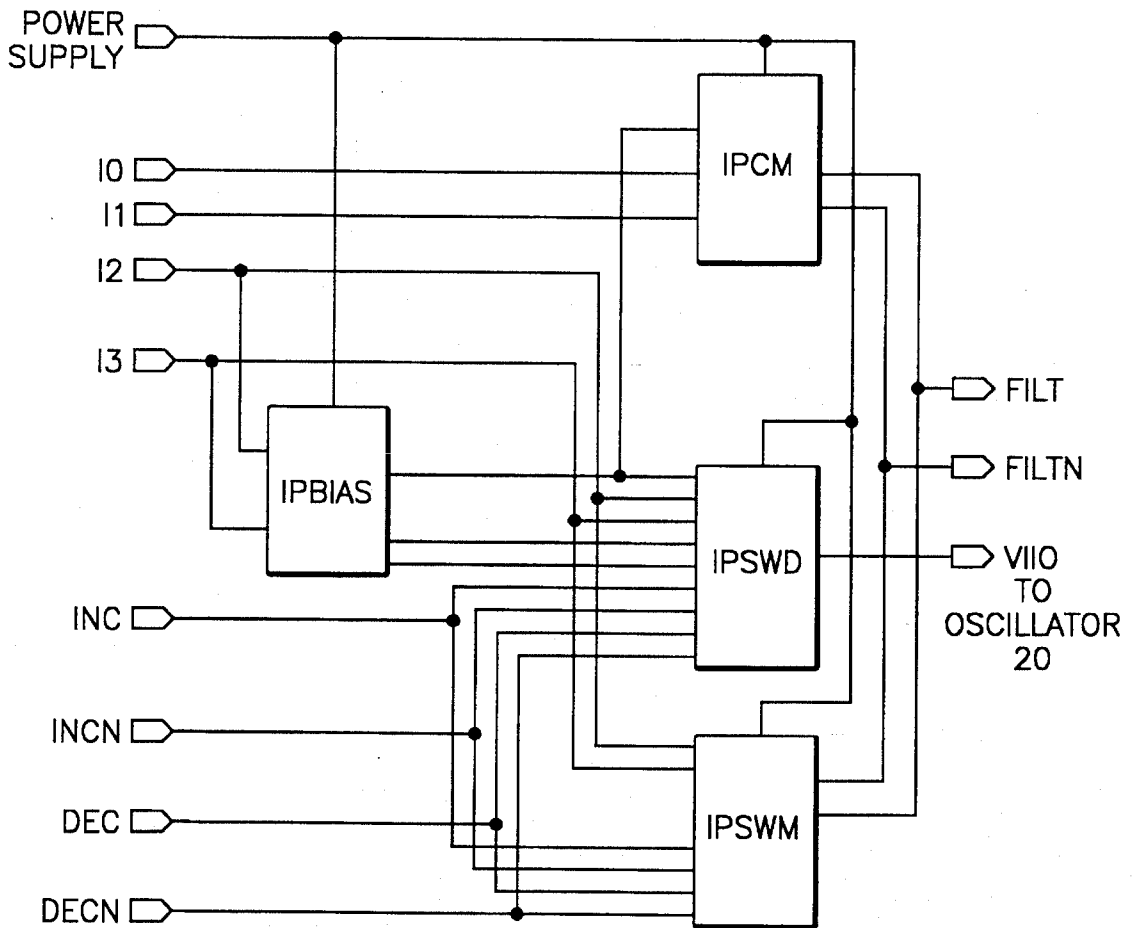 POWER
SUPPLY
IPCM
I0
I1
I2
I3
FILT
FILTN
IPBIAS
IPSWD
VIIO
TO
OSCILLATOR
20
INC
INCN
IPSWM
DEC
DECN